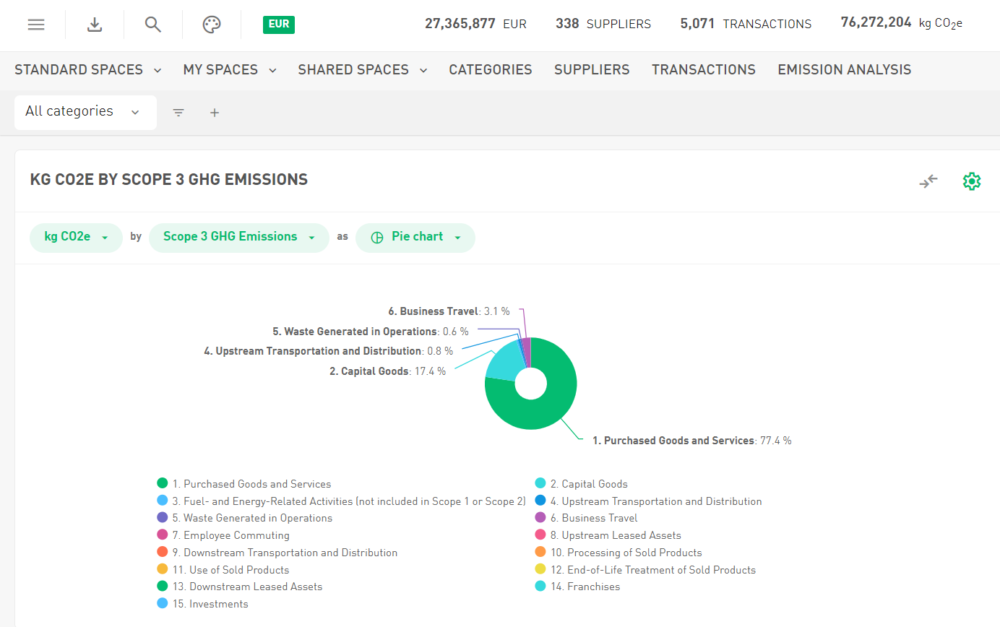 EUR
27,365,877 EUR 338 SUPPLIERS 5,071 TRANSACTIONS 76,272,204 kg CO₂e
STANDARD SPACES MY SPACES SHARED SPACES CATEGORIES SUPPLIERS TRANSACTIONS EMISSION ANALYSIS
All categories
KG CO2E BY SCOPE 3 GHG EMISSIONS
kg CO2e by Scope 3 GHG Emissions as Pie chart
6. Business Travel: 3.1 %
5. Waste Generated in Operations: 0.6 %
4. Upstream Transportation and Distribution: 0.8 %
2. Capital Goods: 17.4 %
1. Purchased Goods and Services: 77.4 %
1. Purchased Goods and Services 2. Capital Goods
3. Fuel- and Energy-Related Activities (not included in Scope 1 or Scope 2) 4. Upstream Transportation and Distribution
5. Waste Generated in Operations 6. Business Travel
7. Employee Commuting 8. Upstream Leased Assets
9. Downstream Transportation and Distribution 10. Processing of Sold Products
11. Use of Sold Products 12. End-of-Life Treatment of Sold Products
13. Downstream Leased Assets 14. Franchises
15. Investments